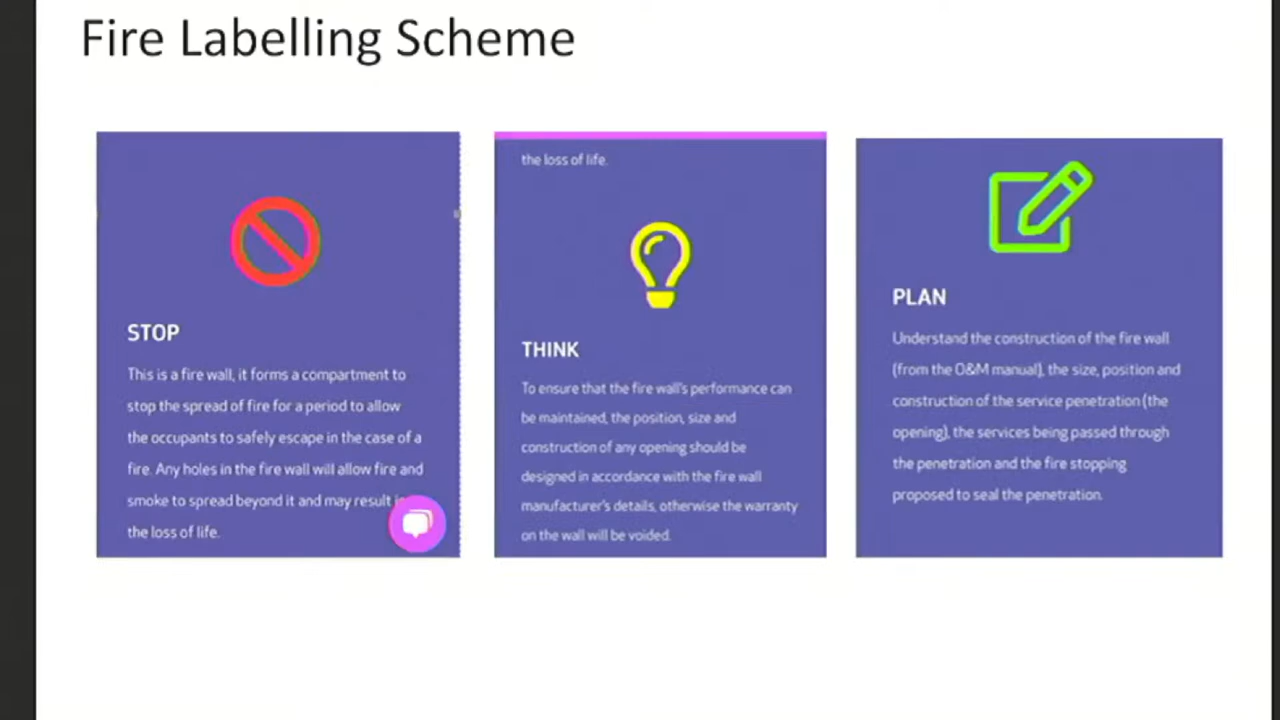 Fire Labelling Scheme
STOP
This is a fire wall, it forms a compartment to
stop the spread of fire for a period to allow
the occupants to safely escape in the case of a
fire. Any holes in the fire wall will allow fire and
smoke to spread beyond it and may result
the loss of life.
the loss of life.
THINK
To ensure that the fire wall's performance can
be maintained, the position, size and
construction of any opening should be
designed in accordance with the fire wall
manufacturer's details, otherwise the warranty
on the wall will be voided.
PLAN
Understand the construction of the fire wall
(from the O&M manual), the size, position and
construction of the service penetration (the
opening), the services being passed through
the penetration and the fire stopping
proposed to seal the penetration.